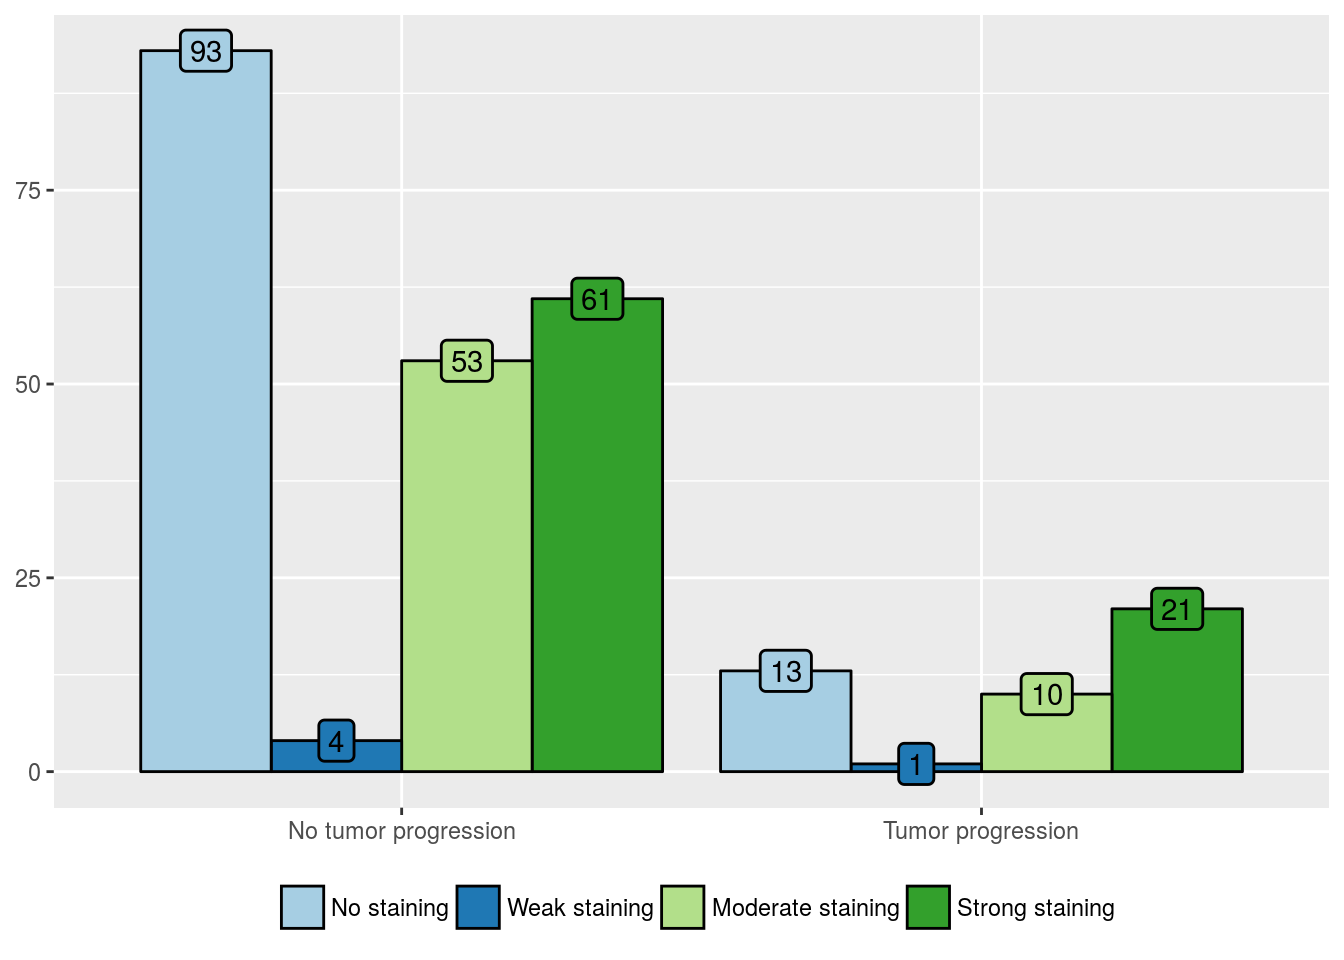 93
75
61
53
50
25
21
13
10
4
1
0
No tumor progression
Tumor progression
No staining
Weak staining
Moderate staining
Strong staining